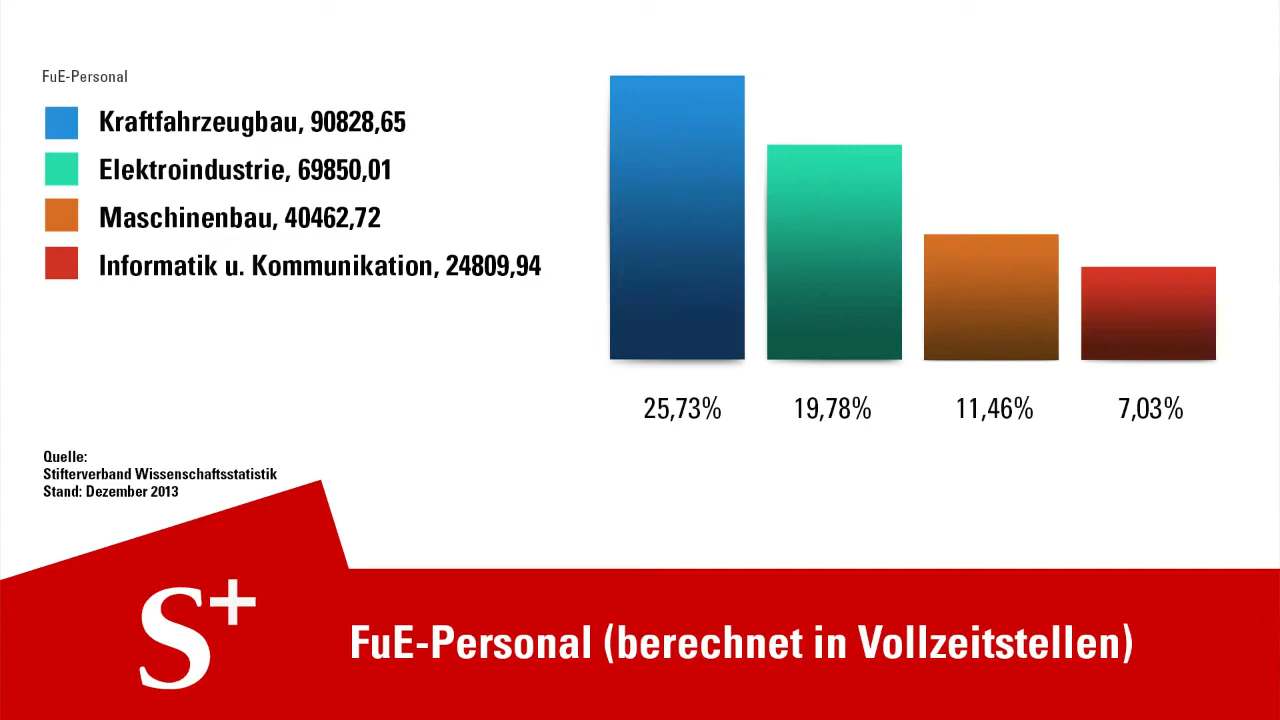 FuE-Personal
Kraftfahrzeugbau, 90828,65
Elektroindustrie, 69850,01
Maschinenbau, 40462,72
Informatik u. Kommunikation, 24809,94
25,73% 19,78% 11,46% 7,03%
Quelle:
Stifterverband Wissenschaftsstatistik
Stand: Dezember 2013
S+
FuE-Personal (berechnet in Vollzeitstellen)